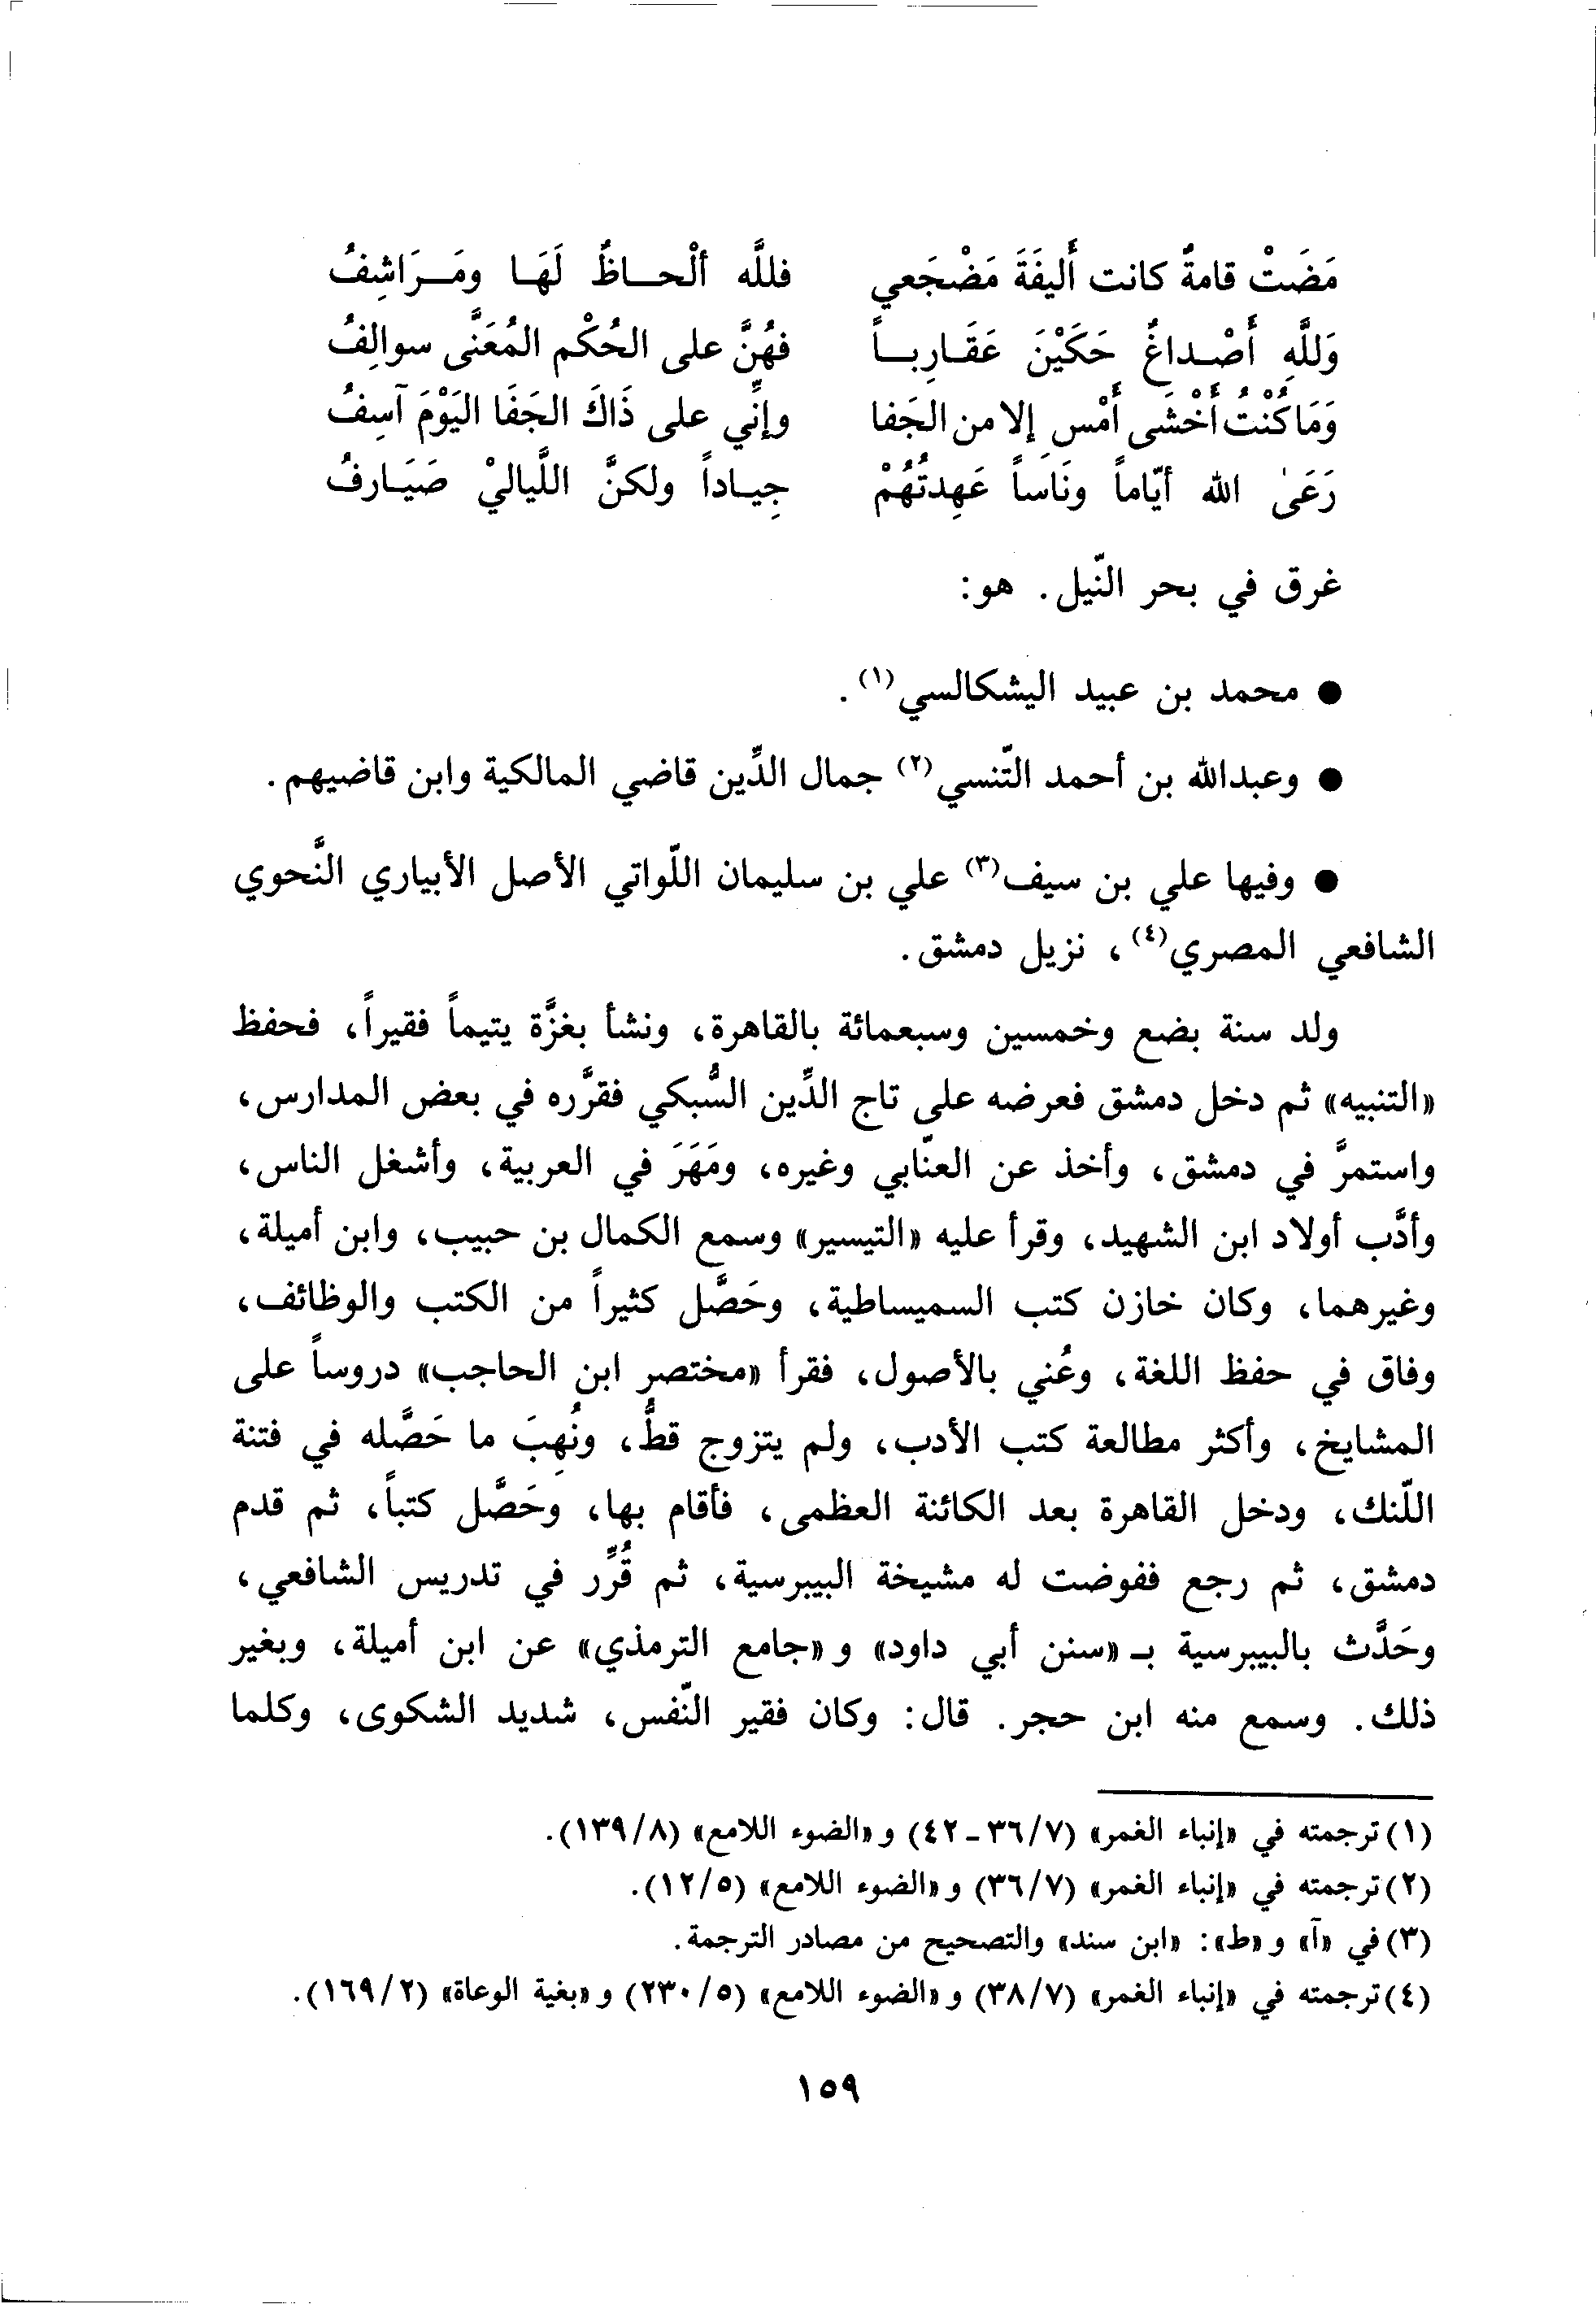 مَضَتْ قامةٌ كانت أَليفَةَ مَضْجَعي فللَّه ألْحـاظٌ لَهَـا ومَـرَاشِفُ
وَللَّهِ أَصْـداغٌ حَكَيْنَ عَقَـارِبـاً فهُنَّ على الحُكْمِ المُعَنَّى سوالِفُ
وَمَا كُنْتُ أَخْشَى أَمْسِ إلا من الجَفا وإنِّي على ذَاكَ الجَفَا اليَوْمَ آسِفُ
رَعَىٰ الله أيّاماً ونَاساً عَهِدتُهُمْ جِيـاداً ولكنَّ اللَّياليْ صَيَـارفُ
غرق في بحر النّيل. هو:
● محمد بن عبيد اليشكالسي(١).
● وعبدالله بن أحمد التّنسي(٢) جمال الدِّين قاضي المالكية وابن قاضيهم.
● وفيها علي بن سيف(٣) علي بن سليمان اللّواتي الأصل الأبياري النَّحوي
الشافعي المصري(٤)، نزيل دمشق.
ولد سنة بضع وخمسين وسبعمائة بالقاهرة، ونشأ بغزَّة يتيماً فقيراً، فحفظ
«التنبيه» ثم دخل دمشق فعرضه على تاج الدِّين السُّبكي فقرَّره في بعض المدارس،
واستمرَّ في دمشق، وأخذ عن العنّابي وغيره، ومَهَرَ في العربية، وأشغل الناس،
وأدَّب أولاد ابن الشهيد، وقرأ عليه «التيسير» وسمع الكمال بن حبيب، وابن أميلة،
وغيرهما، وكان خازن كتب السميساطية، وحَصَّل كثيراً من الكتب والوظائف،
وفاق في حفظ اللغة، وعُني بالأصول، فقرأ «مختصر ابن الحاجب» دروساً على
المشايخ، وأكثر مطالعة كتب الأدب، ولم يتزوج قطُّ، ونُهِبَ ما حَصَّله في فتنة
اللّنك، ودخل القاهرة بعد الكائنة العظمى، فأقام بها، وحَصَّل كتباً، ثم قدم
دمشق، ثم رجع ففوضت له مشيخة البيبرسية، ثم قُرِّر في تدريس الشافعي،
وحَدَّث بالبيبرسية بـ «سنن أبي داود» و «جامع الترمذي» عن ابن أميلة، وبغير
ذلك. وسمع منه ابن حجر. قال: وكان فقير النّفس، شديد الشكوى، وكلما
(١) ترجمته في «إنباء الغمر» (٣٦/٧ - ٤٢) و «الضوء اللامع» (١٣٩/٨).
(٢) ترجمته في «إنباء الغمر» (٣٦/٧) و «الضوء اللامع» (١٢/٥).
(٣) في «آ» و «ط»: «ابن سند» والتصحيح من مصادر الترجمة.
(٤) ترجمته في «إنباء الغمر» (٣٨/٧) و «الضوء اللامع» (٢٣٠/٥) و «بغية الوعاة» (١٦٩/٢).
١٥٩